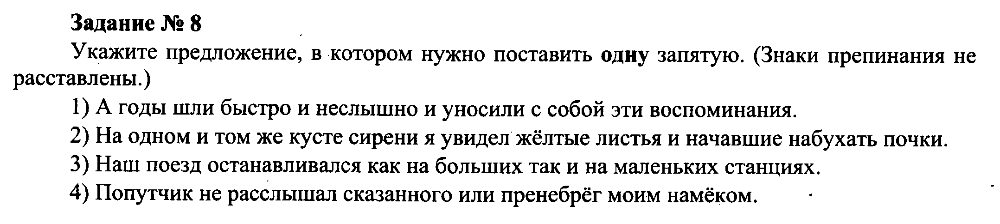 Задание № 8
Укажите предложение, в котором нужно поставить одну запятую. (Знаки препинания не
расставлены.)
1) А годы шли быстро и неслышно и уносили с собой эти воспоминания.
2) На одном и том же кусте сирени я увидел жёлтые листья и начавшие набухать почки.
3) Наш поезд останавливался как на больших так и на маленьких станциях.
4) Попутчик не расслышал сказанного или пренебрёг моим намёком.